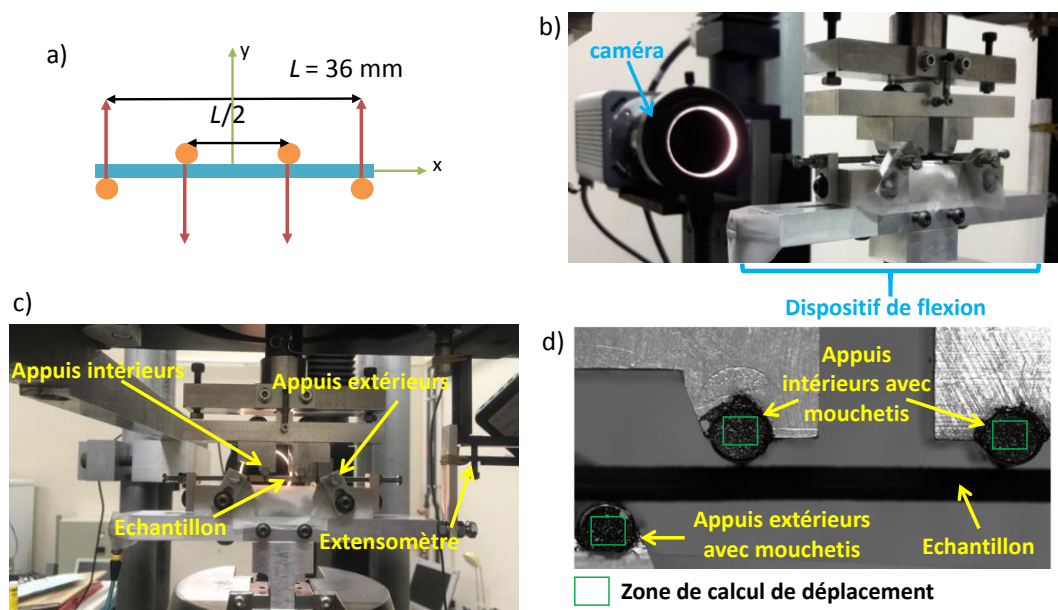 a)
y
L = 36 mm
L/2
x
b)
caméra
Dispositif de flexion
c)
Appuis intérieurs
Appuis extérieurs
Echantillon
Extensomètre
d)
Appuis
intérieurs avec
mouchetis
Appuis extérieurs
avec mouchetis
Echantillon
Zone de calcul de déplacement